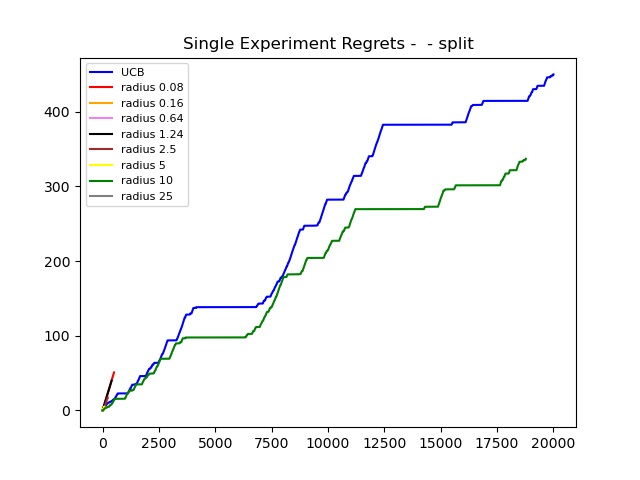 Single Experiment Regrets -  - split
UCB
radius 0.08
radius 0.16
radius 0.64
radius 1.24
radius 2.5
radius 5
radius 10
radius 25
400
300
200
100
0
0 2500 5000 7500 10000 12500 15000 17500 20000